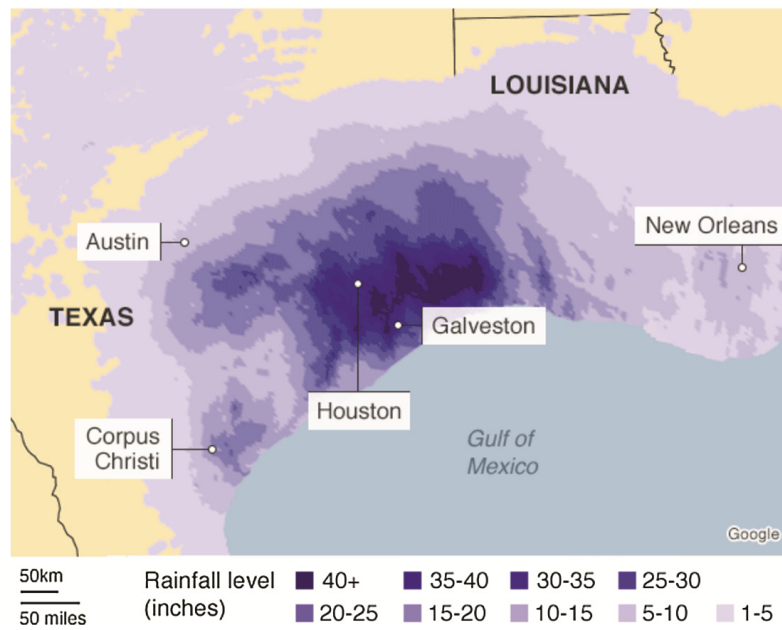 LOUISIANA
New Orleans
Austin
TEXAS
Galveston
Houston
Corpus
Christi
Gulf of
Mexico
Google
50km
50 miles
Rainfall level
(inches)
40+ 35-40 30-35 25-30
20-25 15-20 10-15 5-10 1-5